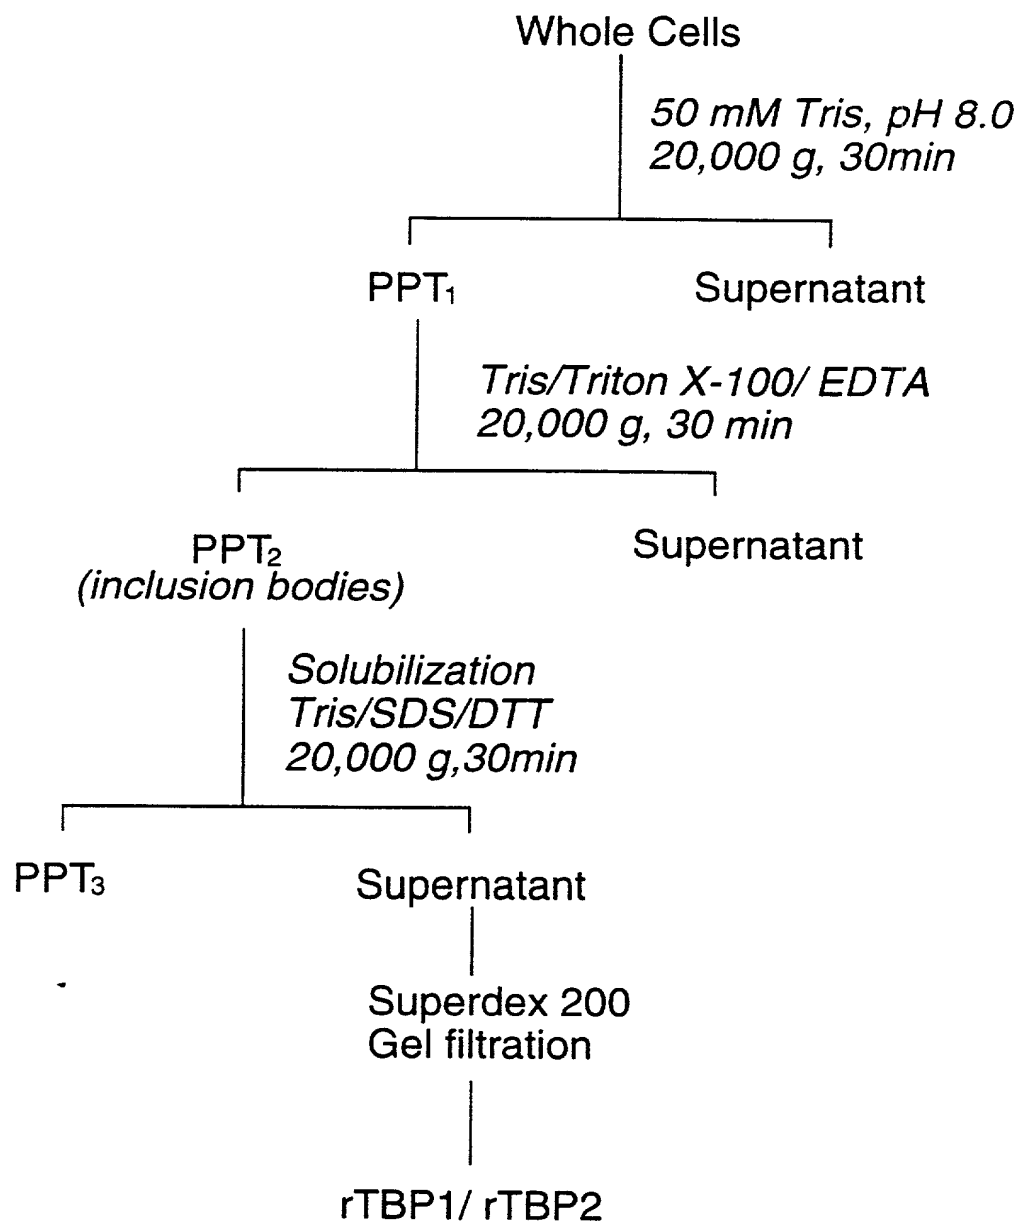 Whole Cells
50 mM Tris, pH 8.0
20,000 g, 30min
PPT₁ Supernatant
Tris/Triton X-100/ EDTA
20,000 g, 30 min
PPT₂ Supernatant
(inclusion bodies)
Solubilization
Tris/SDS/DTT
20,000 g,30min
PPT₃ Supernatant
Superdex 200
Gel filtration
rTBP1/ rTBP2